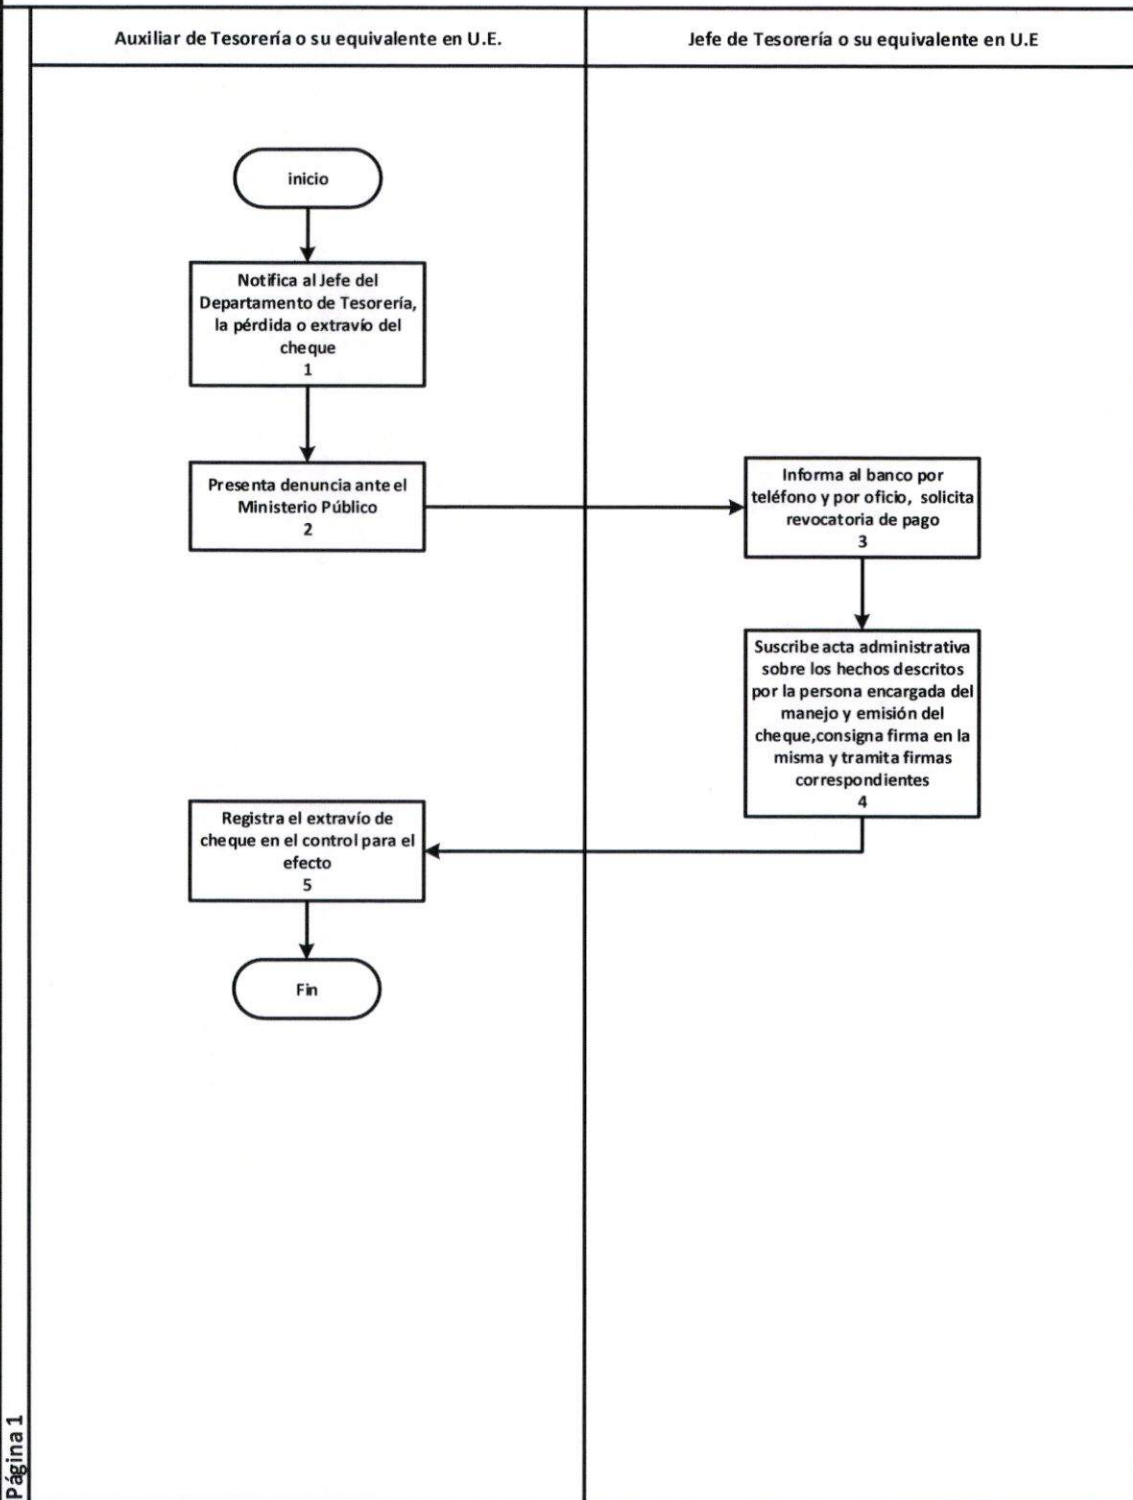 Auxiliar de Tesorería o su equivalente en U.E.
Jefe de Tesorería o su equivalente en U.E
inicio
Notifica al Jefe del
Departamento de Tesorería,
la pérdida o extravío del
cheque
1
Presenta denuncia ante el
Ministerio Público
2
Informa al banco por
teléfono y por oficio, solicita
revocatoria de pago
3
Suscribe acta administrativa
sobre los hechos descritos
por la persona encargada del
manejo y emisión del
cheque,consigna firma en la
misma y tramita firmas
correspondientes
4
Registra el extravío de
cheque en el control para el
efecto
5
Fin
Página 1